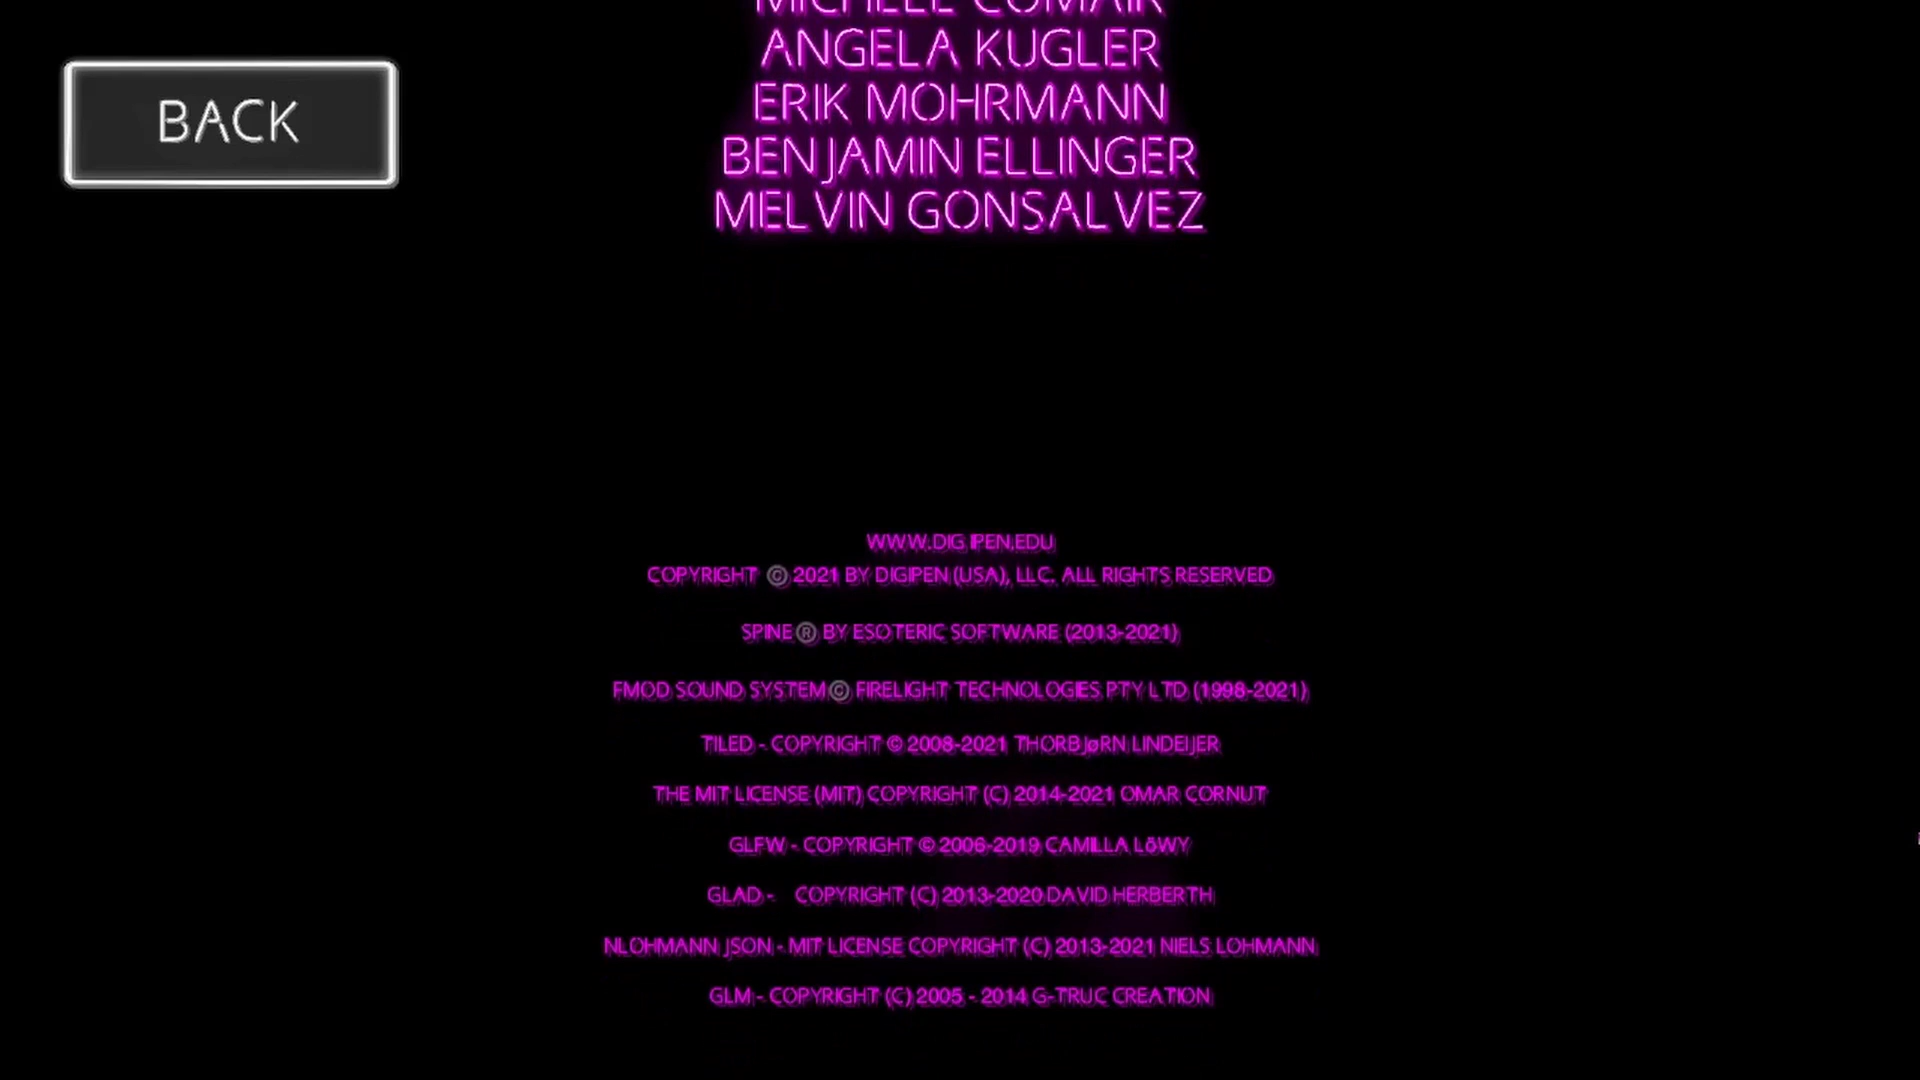 MICHELE COMAIR
ANGELA KUGLER
ERIK MOHRMANN
BENJAMIN ELLINGER
MELVIN GONSALVEZ
BACK
WWW.DIGIPEN.EDU
COPYRIGHT © 2021 BY DIGIPEN (USA), LLC. ALL RIGHTS RESERVED
SPINE® BY ESOTERIC SOFTWARE (2013-2021)
FMOD SOUND SYSTEM© FIRELIGHT TECHNOLOGIES PTY LTD (1998-2021)
TILED - COPYRIGHT © 2008-2021 THORBJøRN LINDEIJER
THE MIT LICENSE (MIT) COPYRIGHT (C) 2014-2021 OMAR CORNUT
GLFW - COPYRIGHT © 2006-2019 CAMILLA LöWY
GLAD - COPYRIGHT (C) 2013-2020 DAVID HERBERTH
NLOHMANN JSON - MIT LICENSE COPYRIGHT (C) 2013-2021 NIELS LOHMANN
GLM - COPYRIGHT (C) 2005 - 2014 G-TRUC CREATION